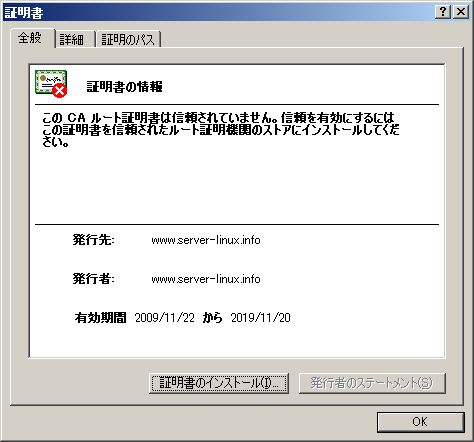 証明書
全般 詳細 証明のパス
証明書の情報
この CA ルート証明書は信頼されていません。信頼を有効にするには
この証明書を信頼されたルート証明機関のストアにインストールしてくだ
さい。
発行先: www.server-linux.info
発行者: www.server-linux.info
有効期間 2009/11/22 から 2019/11/20
証明書のインストール(I)... 発行者のステートメント(S)
OK